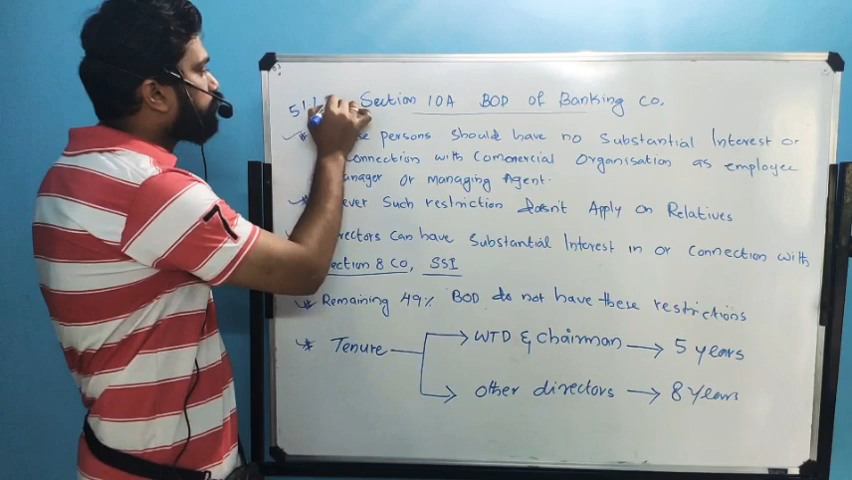 51 Section 10A BOD of Banking Co.
persons should have no Substantial Interest or
connection with Commercial Organisation as employee
manager or managing Agent.
Such restriction doesn't Apply on Relatives
Directors can have Substantial Interest in or Connection with
Section 8 Co, SSI
* Remaining 49% BOD do not have these restrictions
* Tenure
WTD & chairman → 5 years
other directors → 8 Years
7